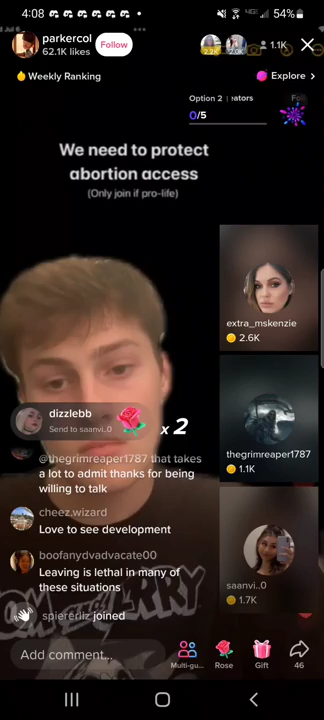 4:08
54%
parkercol
62.1K likes
Follow
1.1K
Weekly Ranking
Explore >
Option 2
eators
0/5
We need to protect
abortion access
(Only join if pro-life)
extra_mskenzie
2.6K
dizzlebb
Send to saanvi..0
x 2
@thegrimreaper1787 that takes
a lot to admit thanks for being
willing to talk
thegrimreaper1787
1.1K
cheez.wizard
Love to see development
boofanydvadvacate00
Leaving is lethal in many of
these situations
saanvi..0
1.7K
spiererliz joined
Add comment...
Multi-gu...
Rose
Gift
46